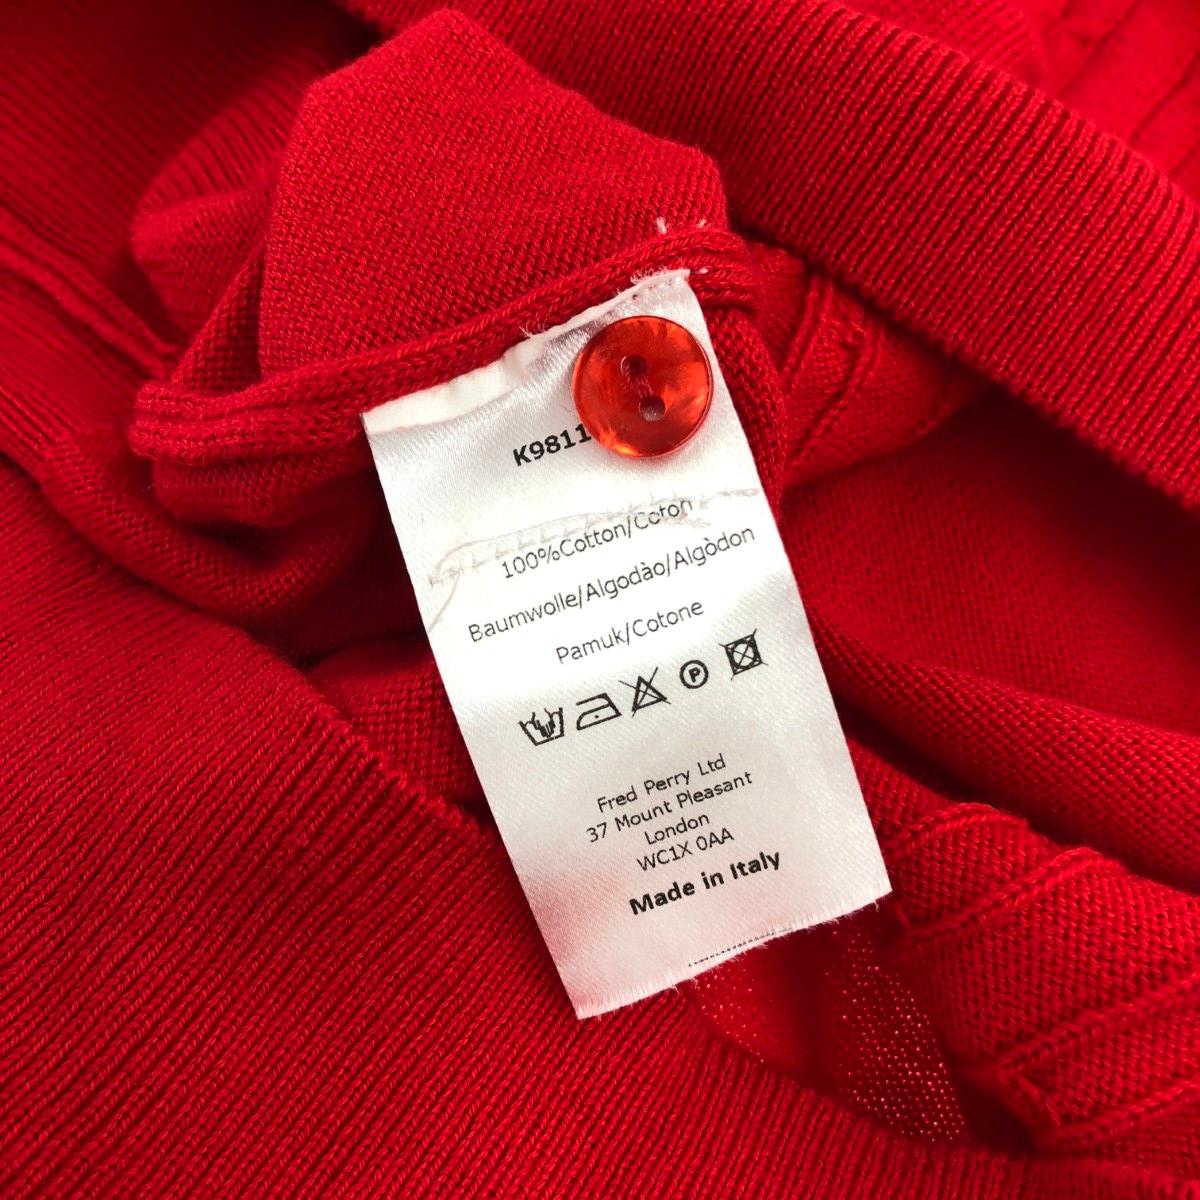 K9811
100%Cotton/Coton
Baumwolle/Algodào/Algòdon
Pamuk/Cotone
P
Fred Perry Ltd
37 Mount Pleasant
London
WC1X 0AA
Made in Italy